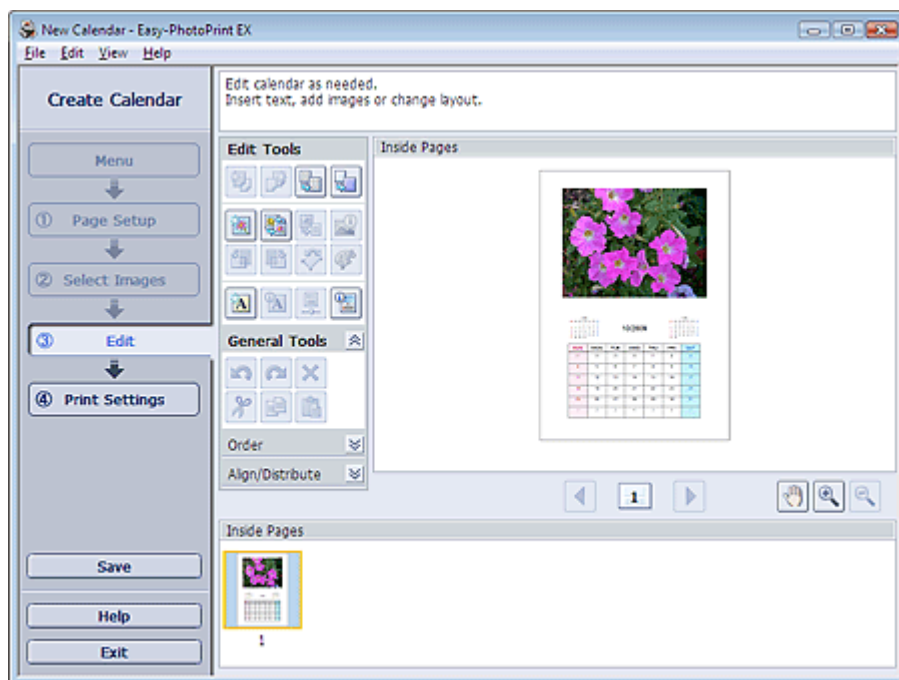 New Calendar - Easy-PhotoPrint EX
File Edit View Help
Create Calendar
Menu
① Page Setup
② Select Images
③ Edit
④ Print Settings
Save
Help
Exit
Edit calendar as needed.
Insert text, add images or change layout.
Edit Tools
General Tools
Order
Align/Distribute
Inside Pages
10/2009
1
Inside Pages
1